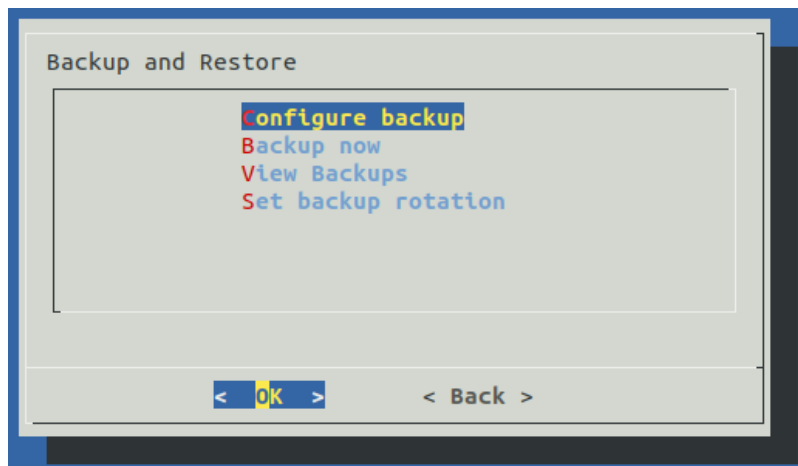 Backup and Restore
Configure backup
Backup now
View Backups
Set backup rotation
< OK > < Back >